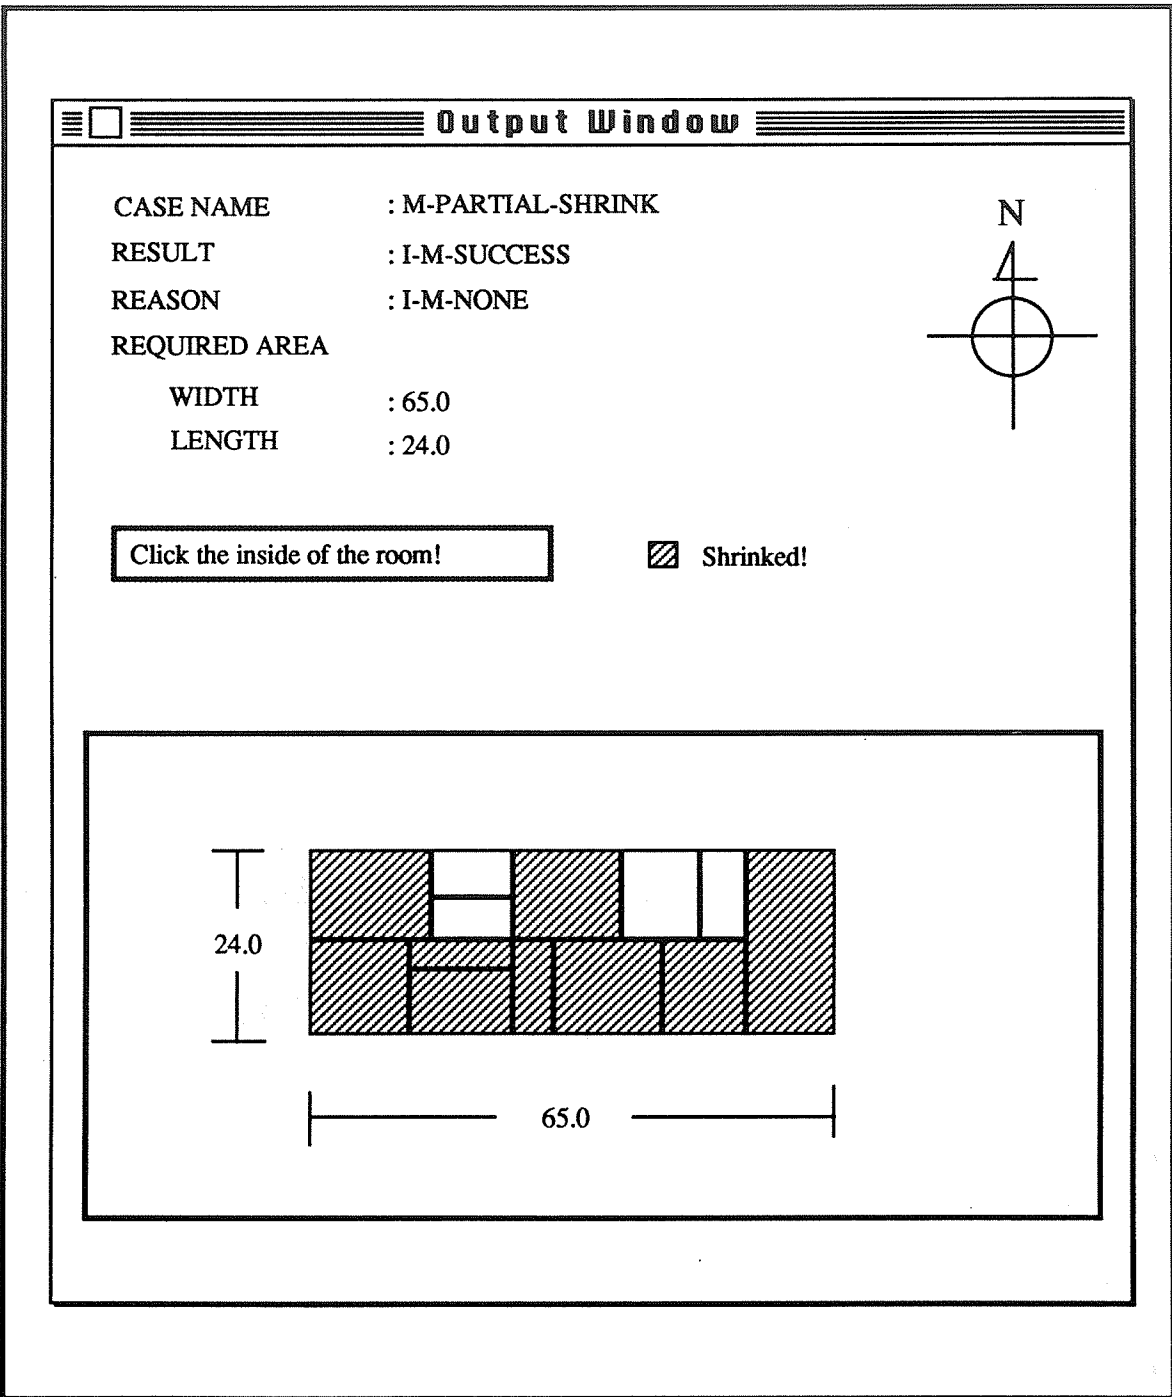 Output Window
CASE NAME : M-PARTIAL-SHRINK
N
RESULT : I-M-SUCCESS
REASON : I-M-NONE
REQUIRED AREA
WIDTH : 65.0
LENGTH : 24.0
Click the inside of the room!
Shrinked!
24.0
65.0